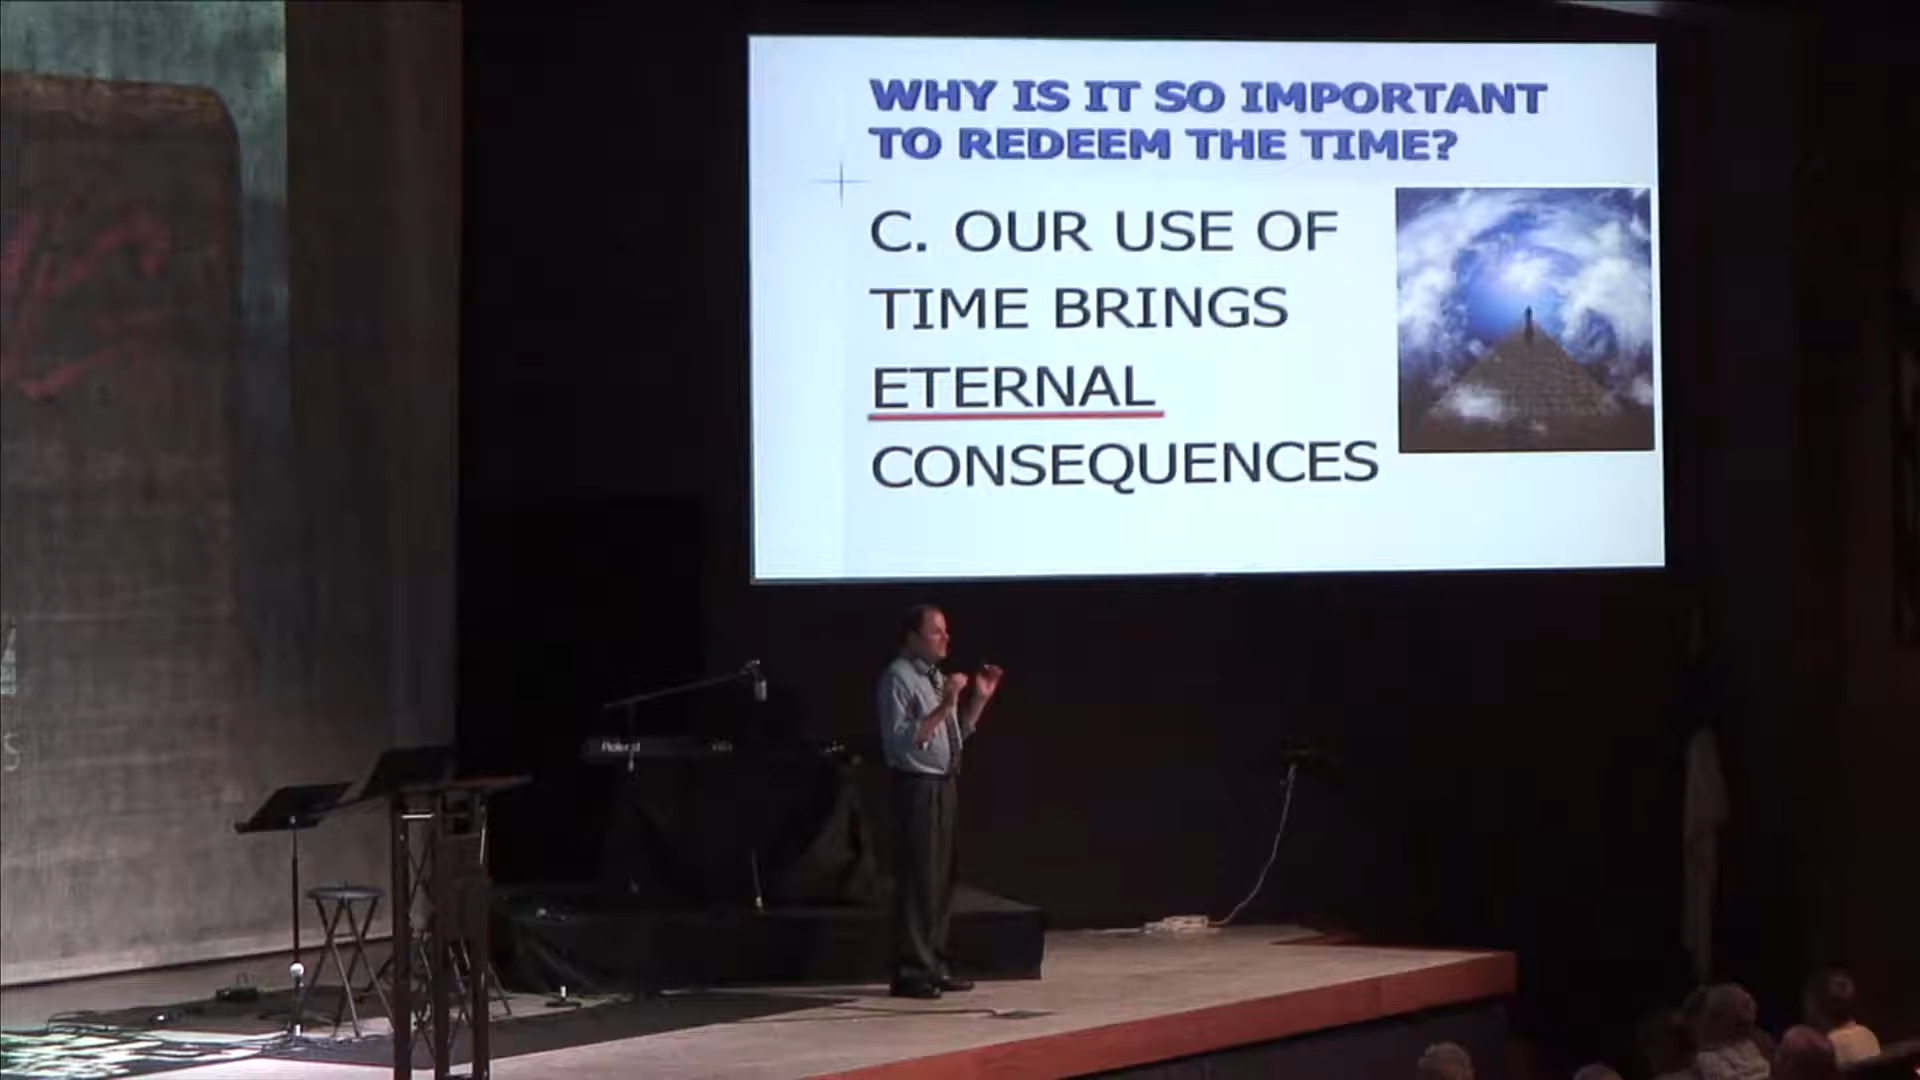 WHY IS IT SO IMPORTANT
TO REDEEM THE TIME?
C. OUR USE OF
TIME BRINGS
ETERNAL
CONSEQUENCES
Roland